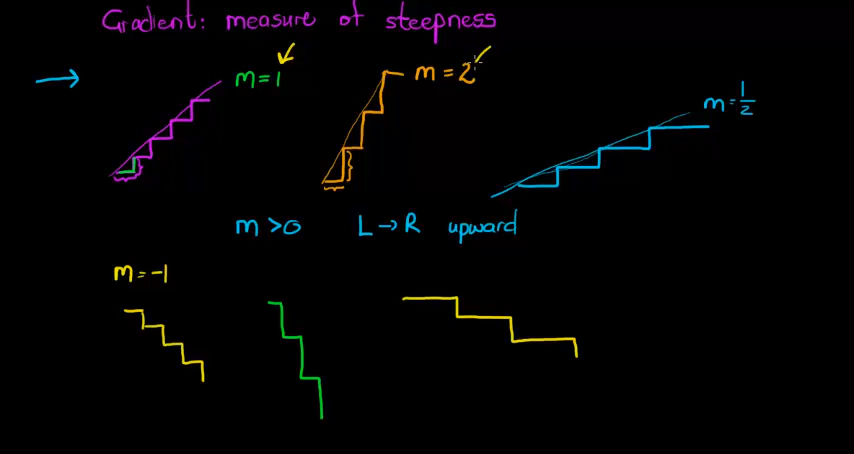 Gradient: measure of steepness
m = 1
m = 2
m = 1/2
m > 0 L → R upward
m = -1